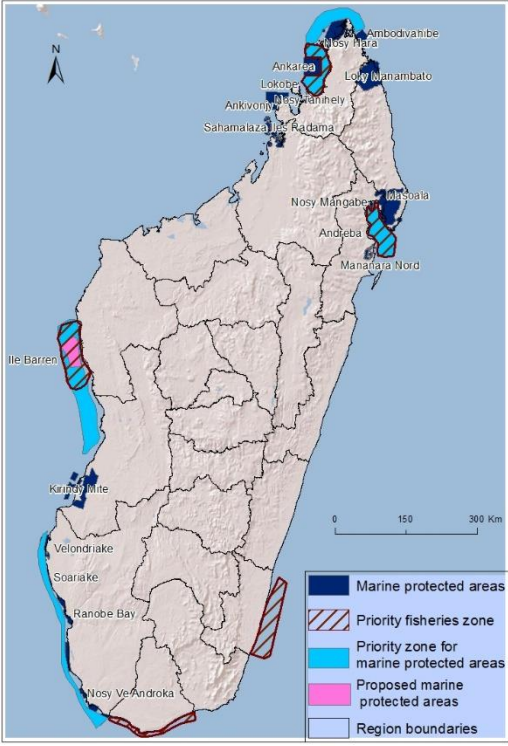 N
Ambodivahibe
Nosy Hara
Ankarea
Loky Manambato
Lokobe
Nosy Tanihely
Ankivonjy
Sahamalaza Iles Radama
Masoala
Nosy Mangabe
Andreba
Mananara Nord
Ile Barren
Kirindy Mite
0 150 300 Km
Velondriake
Soariake
Ranobe Bay
Nosy Ve Androka
Marine protected areas
Priority fisheries zone
Priority zone for
marine protected areas
Proposed marine
protected areas
Region boundaries